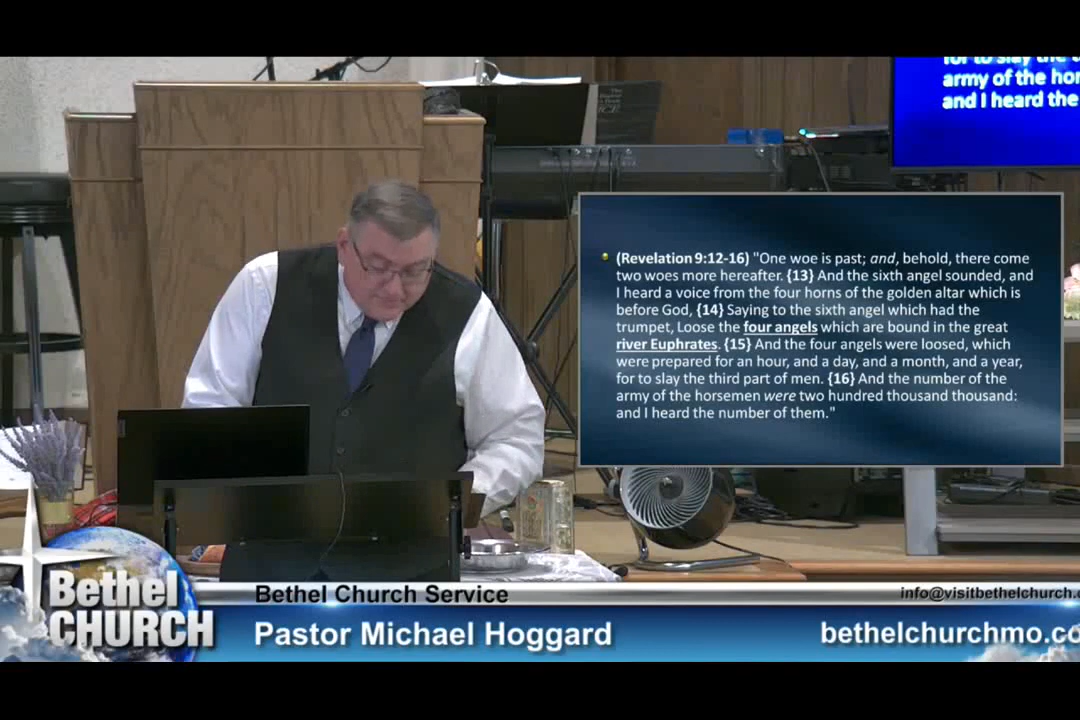 for to slay the
army of the hor
and I heard the
(Revelation 9:12-16) "One woe is past; and, behold, there come
two woes more hereafter. {13} And the sixth angel sounded, and
I heard a voice from the four horns of the golden altar which is
before God, {14} Saying to the sixth angel which had the
trumpet, Loose the four angels which are bound in the great
river Euphrates. {15} And the four angels were loosed, which
were prepared for an hour, and a day, and a month, and a year,
for to slay the third part of men. {16} And the number of the
army of the horsemen were two hundred thousand thousand:
and I heard the number of them."
Bethel
CHURCH
Bethel Church Service
info@visitbethelchurch.
Pastor Michael Hoggard
bethelchurchmo.co